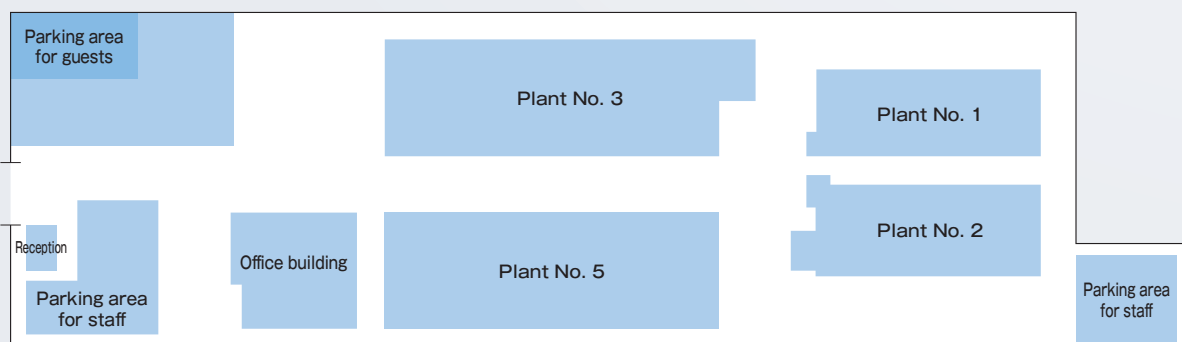 Parking area
for guests
Plant No. 3
Plant No. 1
Plant No. 2
Reception
Office building
Plant No. 5
Parking area
for staff
Parking area
for staff